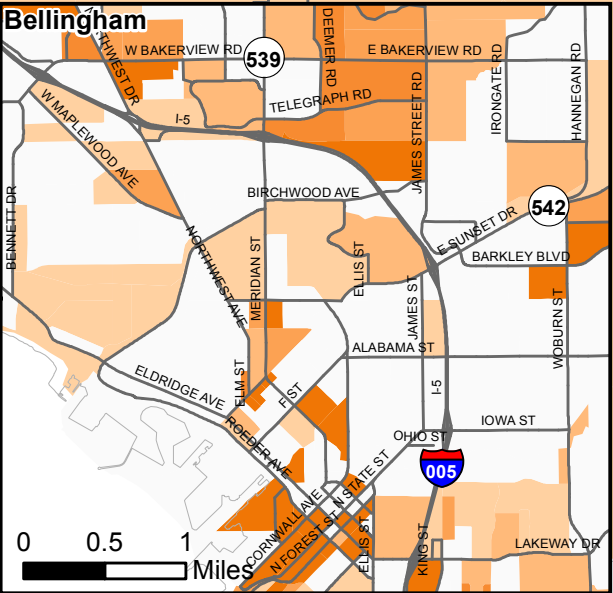 Bellingham
NORTHWEST DR
W BAKERVIEW RD
539
DEEMER RD
E BAKERVIEW RD
IRONGATE RD
HANNEGAN RD
W MAPLEWOOD AVE
I-5
TELEGRAPH RD
JAMES STREET RD
BENNETT DR
BIRCHWOOD AVE
542
E SUNSET DR
NORTHWEST AVE
MERIDIAN ST
ELLIS ST
BARKLEY BLVD
JAMES ST
WOBURN ST
ALABAMA ST
ELDRIDGE AVE
ELM ST
F ST
I-5
ROEDER AVE
IOWA ST
OHIO ST
005
N STATE ST
CORNWALL AVE
N FOREST ST
ELLIS ST
KING ST
LAKEWAY DR
0 0.5 1
Miles